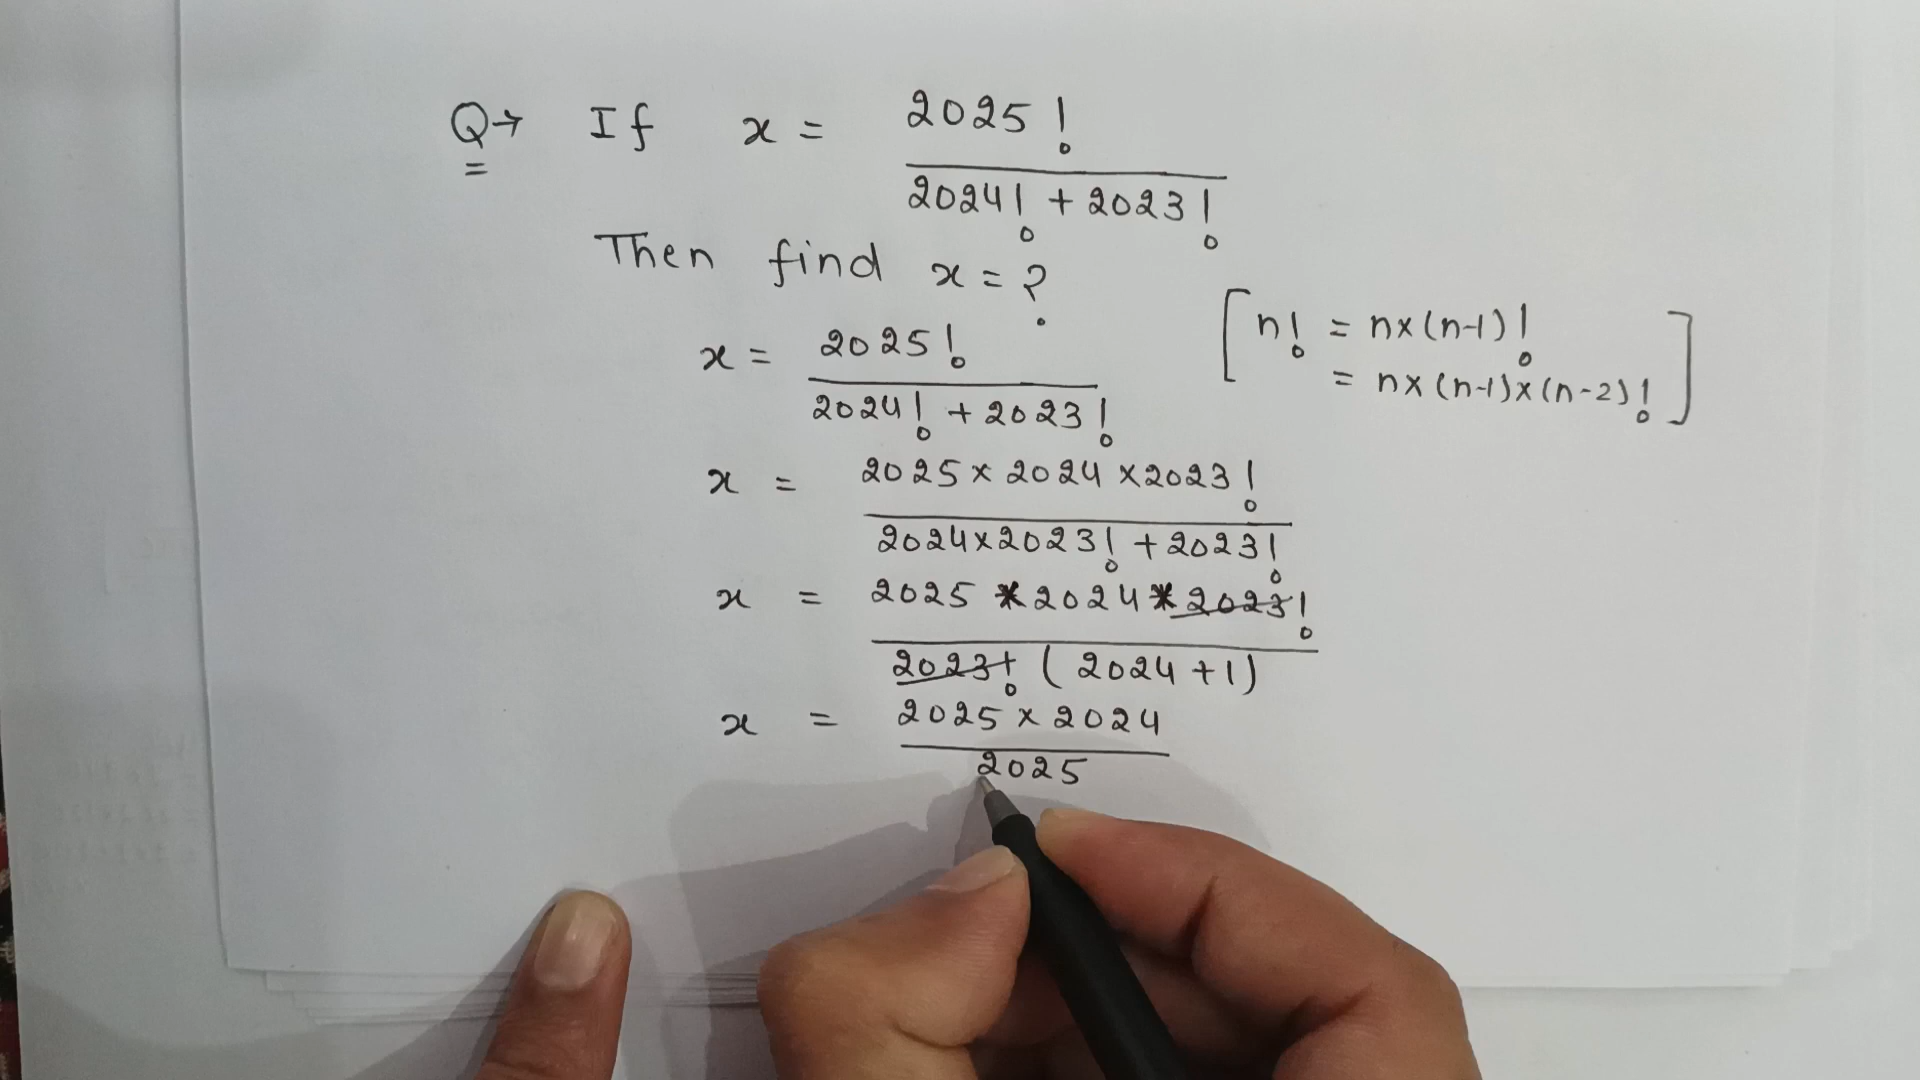 Q→ If x = 2025! / 2024! + 2023!
Then find x = ?
x = 2025! / 2024! + 2023!
[n! = n×(n-1)!
= n×(n-1)×(n-2)!]
x = 2025 × 2024 × 2023! / 2024×2023! + 2023!
x = 2025 * 2024 * 2023! / 2023! ( 2024 + 1 )
x = 2025 × 2024 / 2025